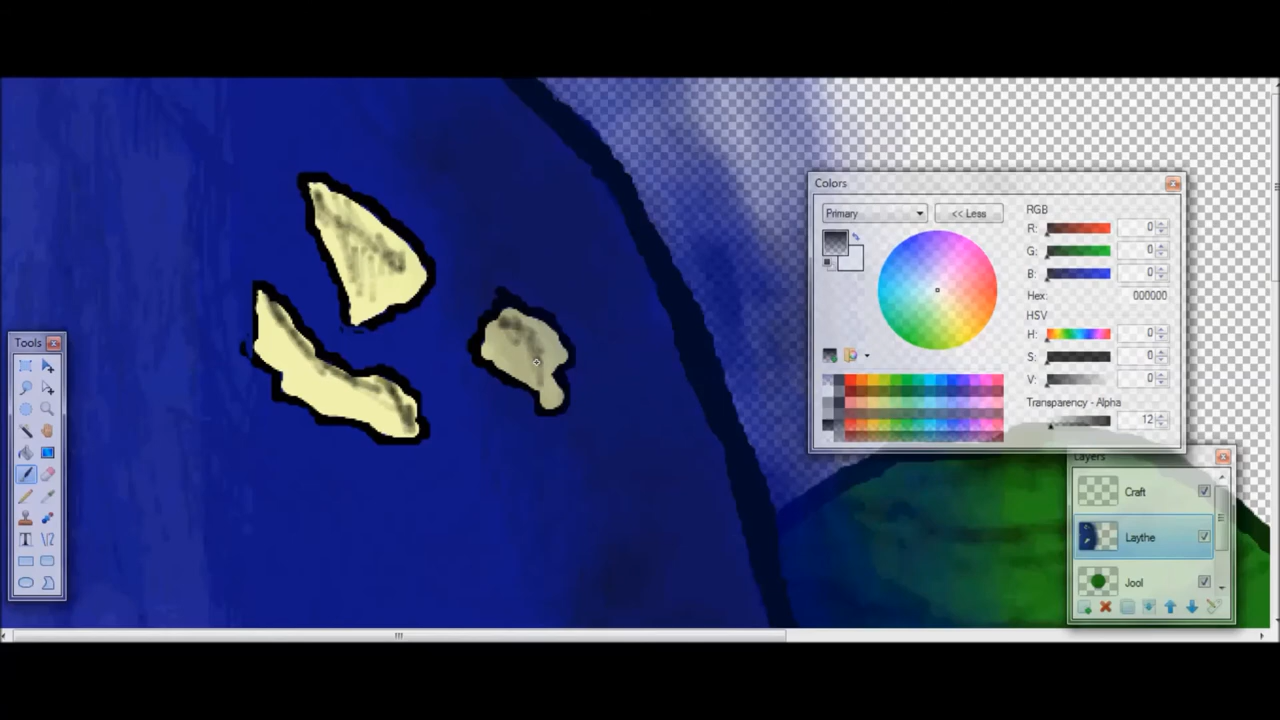 Colors
Primary
<< Less
RGB
R: 0
G: 0
B: 0
Hex: 000000
HSV
H: 0
S: 0
V: 0
Transparency - Alpha
12
Tools
Layers
Craft
Laythe
Jool